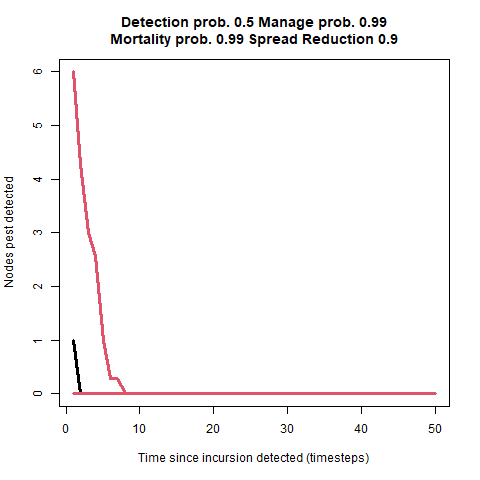 Detection prob. 0.5 Manage prob. 0.99
Mortality prob. 0.99 Spread Reduction 0.9
Nodes pest detected
6
5
4
3
2
1
0
0 10 20 30 40 50
Time since incursion detected (timesteps)